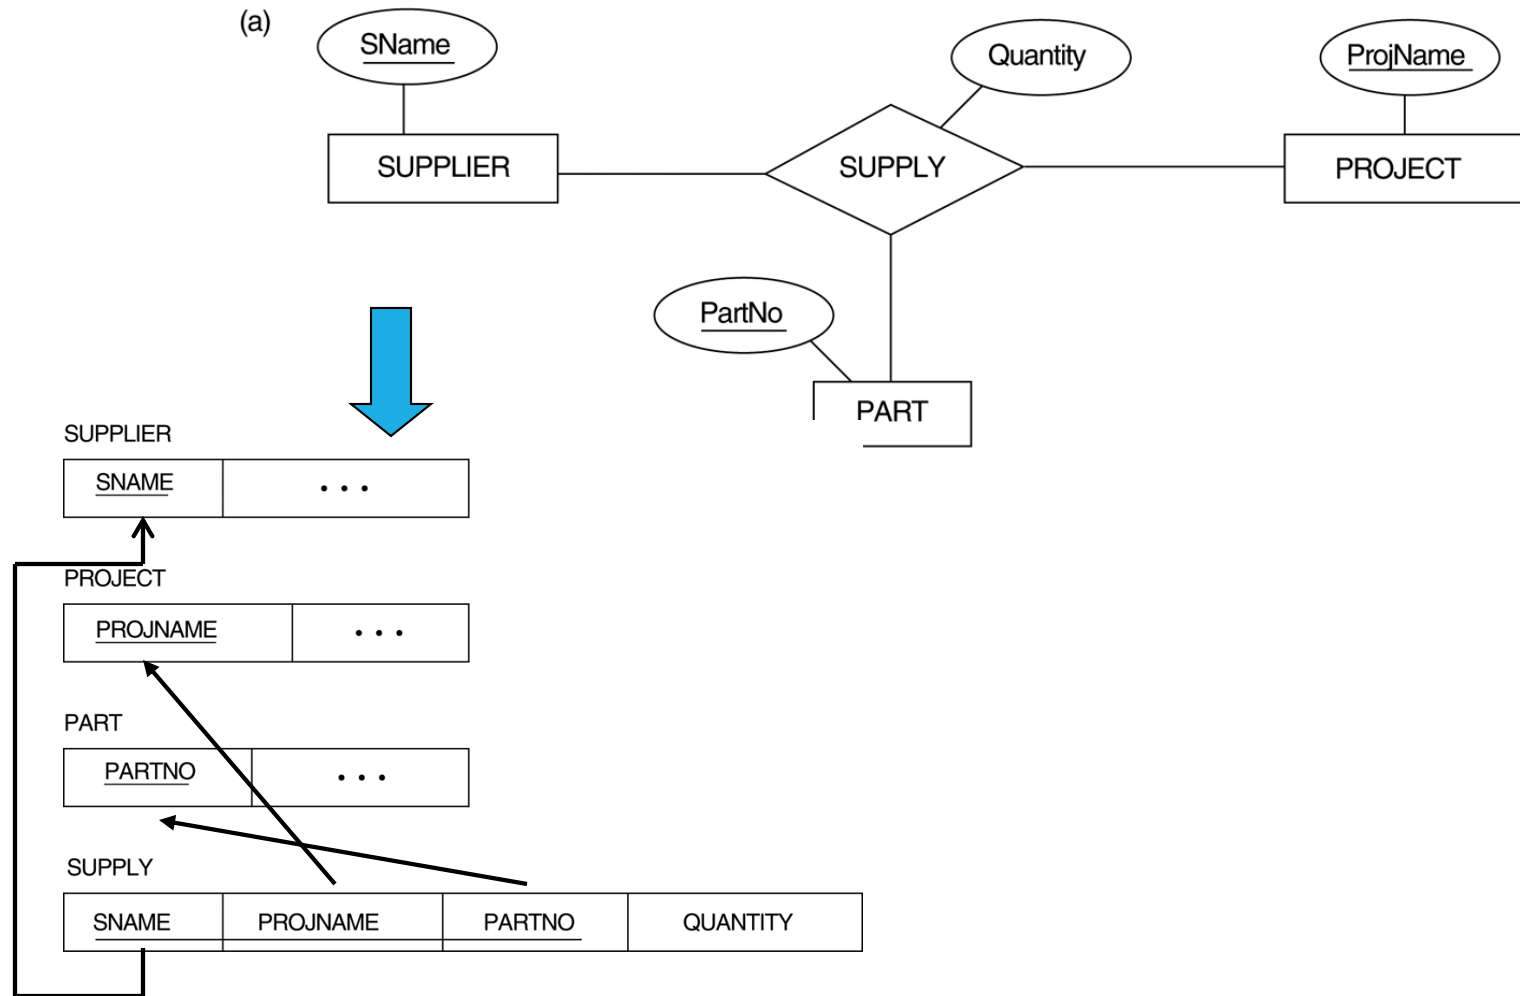 (a)
SName
Quantity
ProjName
SUPPLIER
SUPPLY
PROJECT
PartNo
PART
SUPPLIER
SNAME
• • •
PROJECT
PROJNAME
• • •
PART
PARTNO
• • •
SUPPLY
SNAME PROJNAME PARTNO QUANTITY